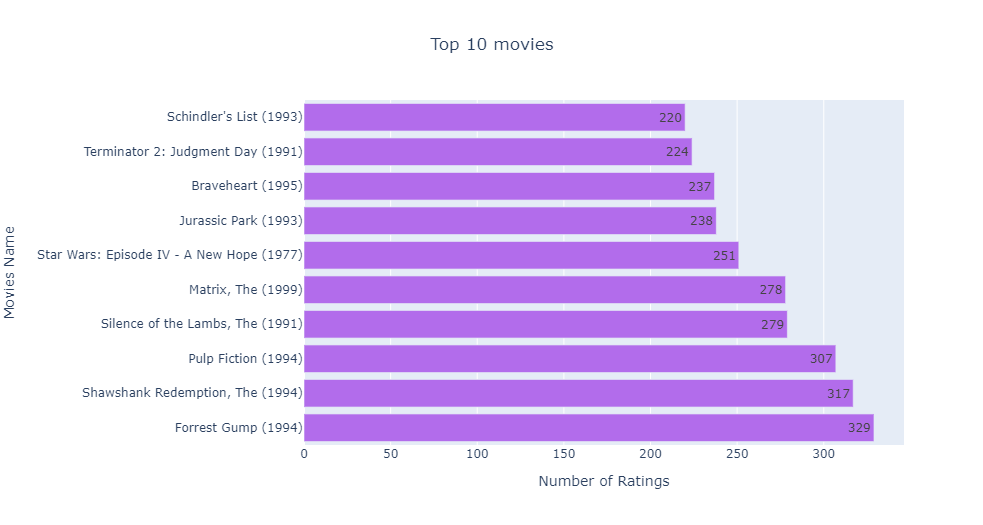 Top 10 movies
Movies Name
Schindler's List (1993) 220
Terminator 2: Judgment Day (1991) 224
Braveheart (1995) 237
Jurassic Park (1993) 238
Star Wars: Episode IV - A New Hope (1977) 251
Matrix, The (1999) 278
Silence of the Lambs, The (1991) 279
Pulp Fiction (1994) 307
Shawshank Redemption, The (1994) 317
Forrest Gump (1994) 329
0 50 100 150 200 250 300
Number of Ratings